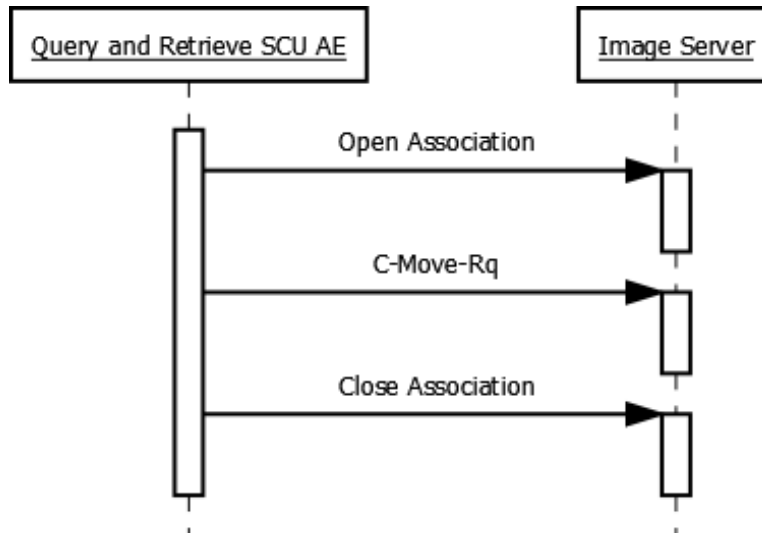 Query and Retrieve SCU AE
Image Server
Open Association
C-Move-Rq
Close Association